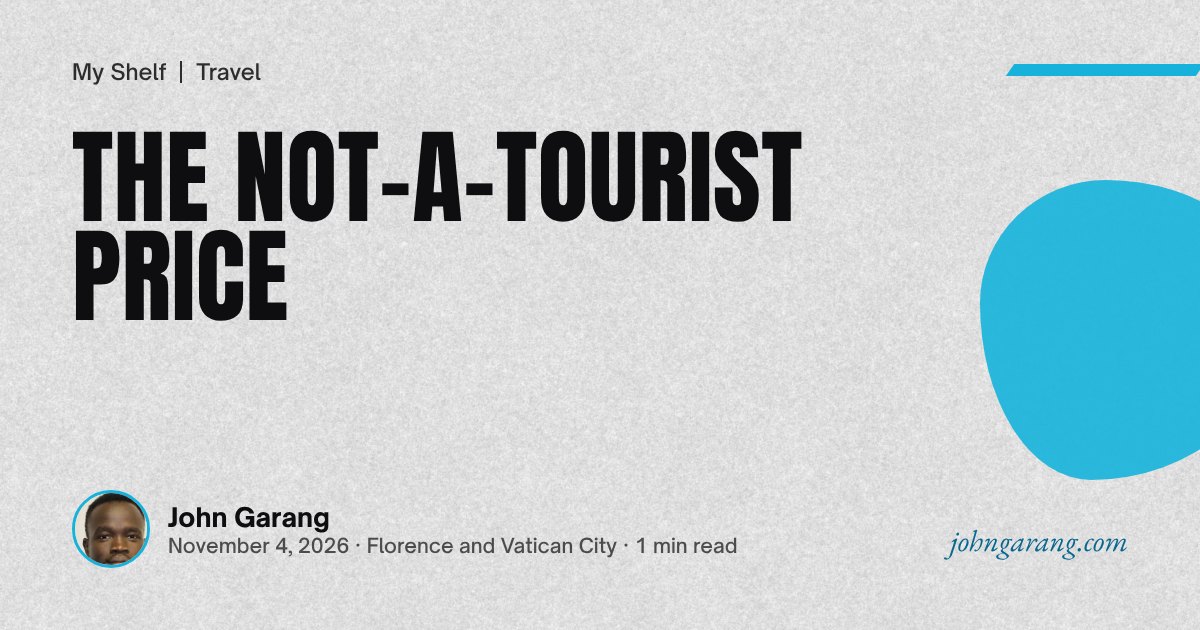 My Shelf | Travel
THE NOT-A-TOURIST
PRICE
John Garang
November 4, 2026 · Florence and Vatican City · 1 min read
johngarang.com